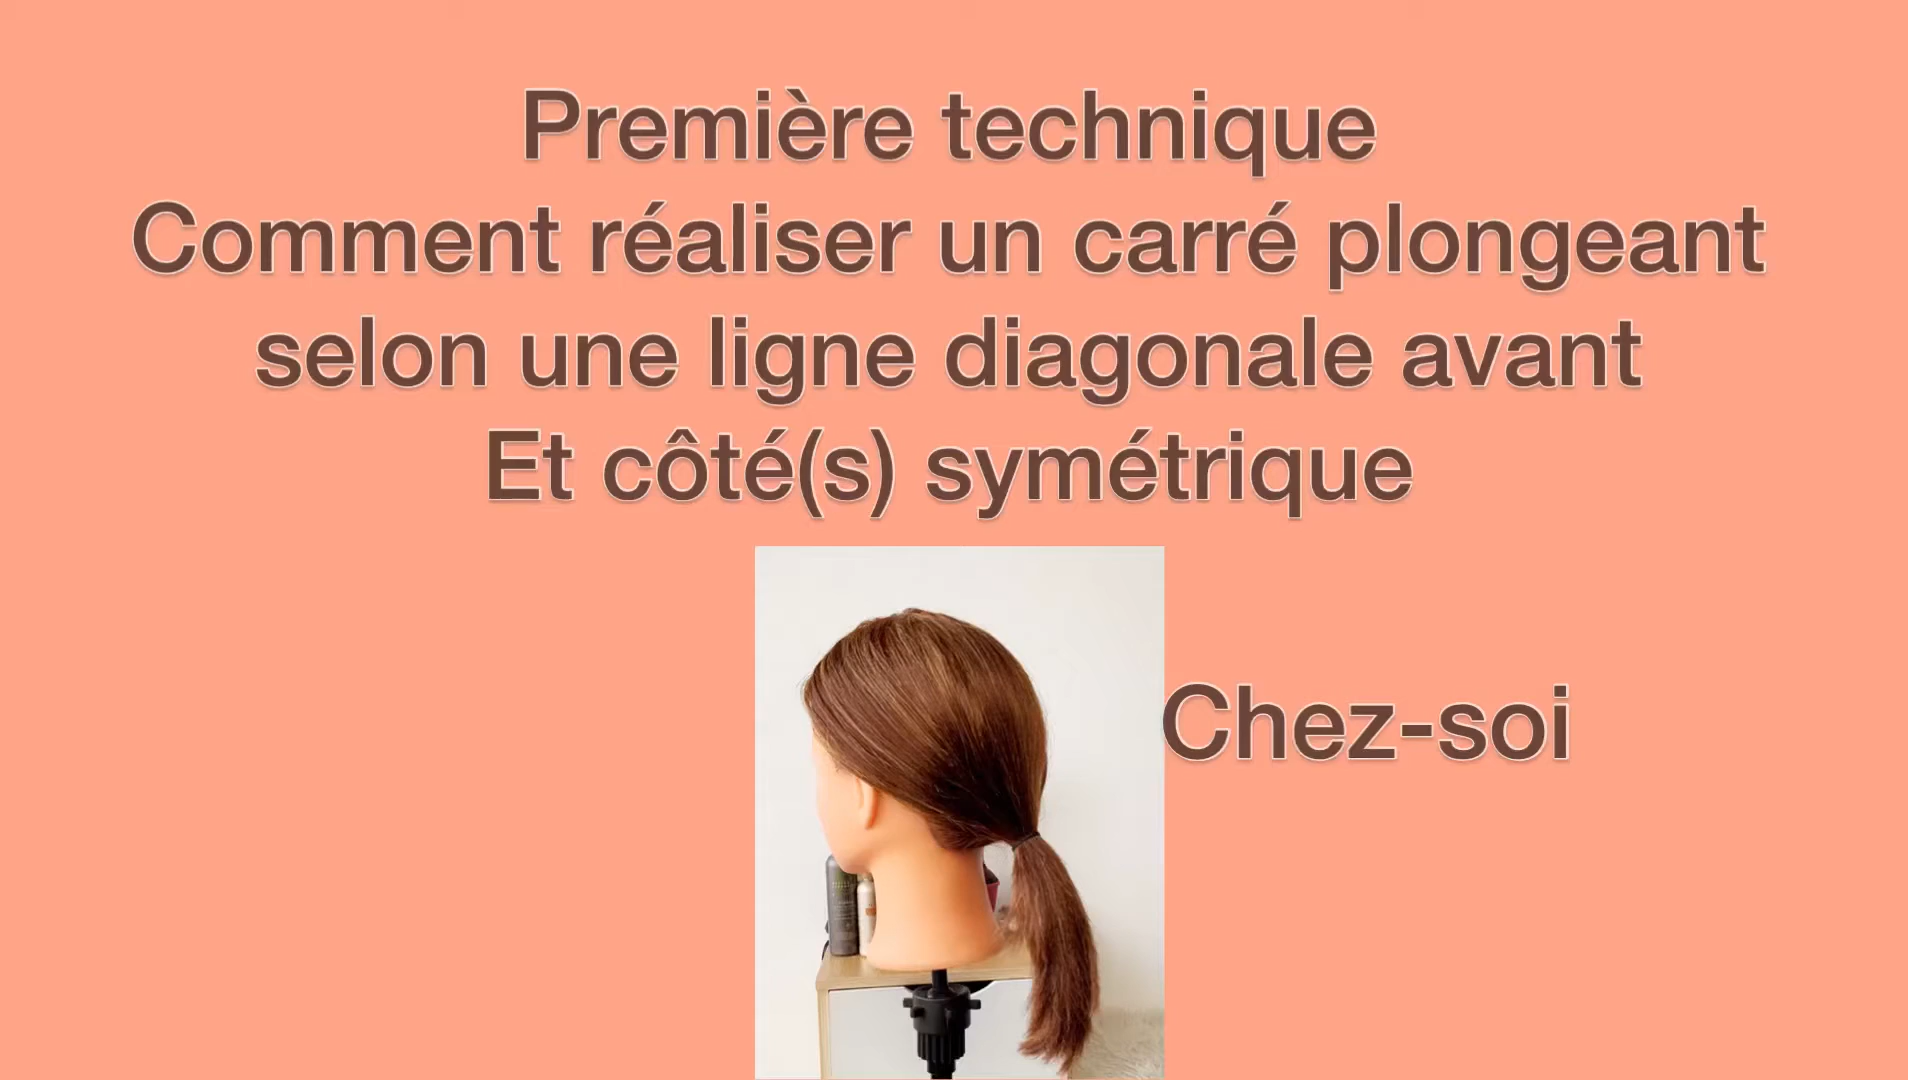 Première technique
Comment réaliser un carré plongeant
selon une ligne diagonale avant
Et côté(s) symétrique
Chez-soi